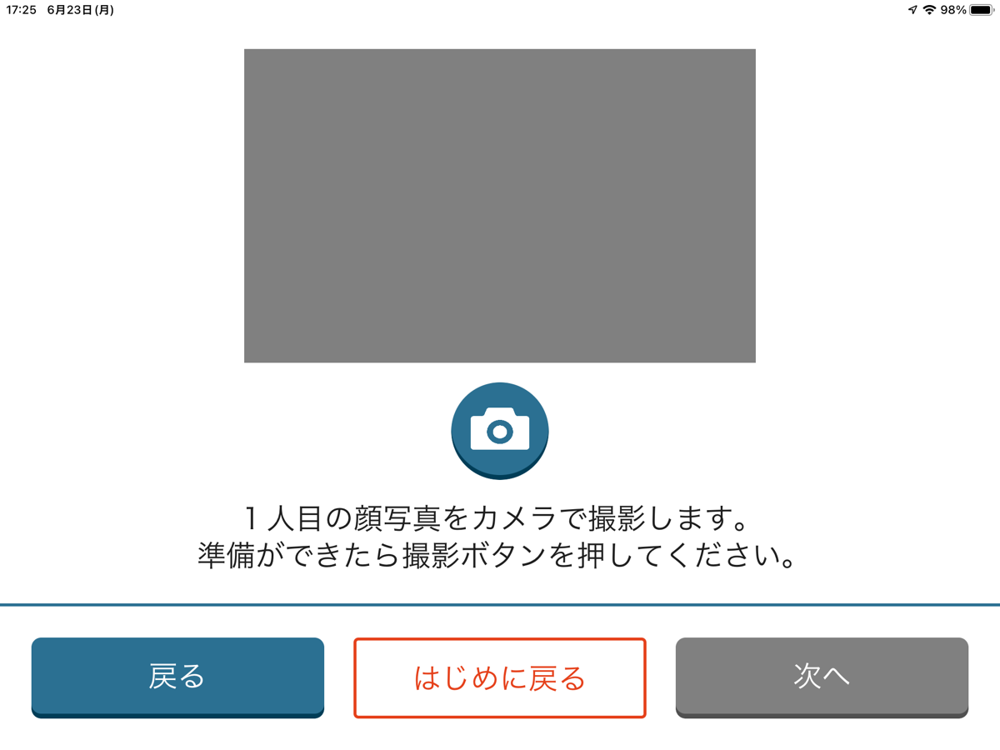 17:25 6月23日(月)
98%
1人目の顔写真をカメラで撮影します。
準備ができたら撮影ボタンを押してください。
戻る
はじめに戻る
次へ